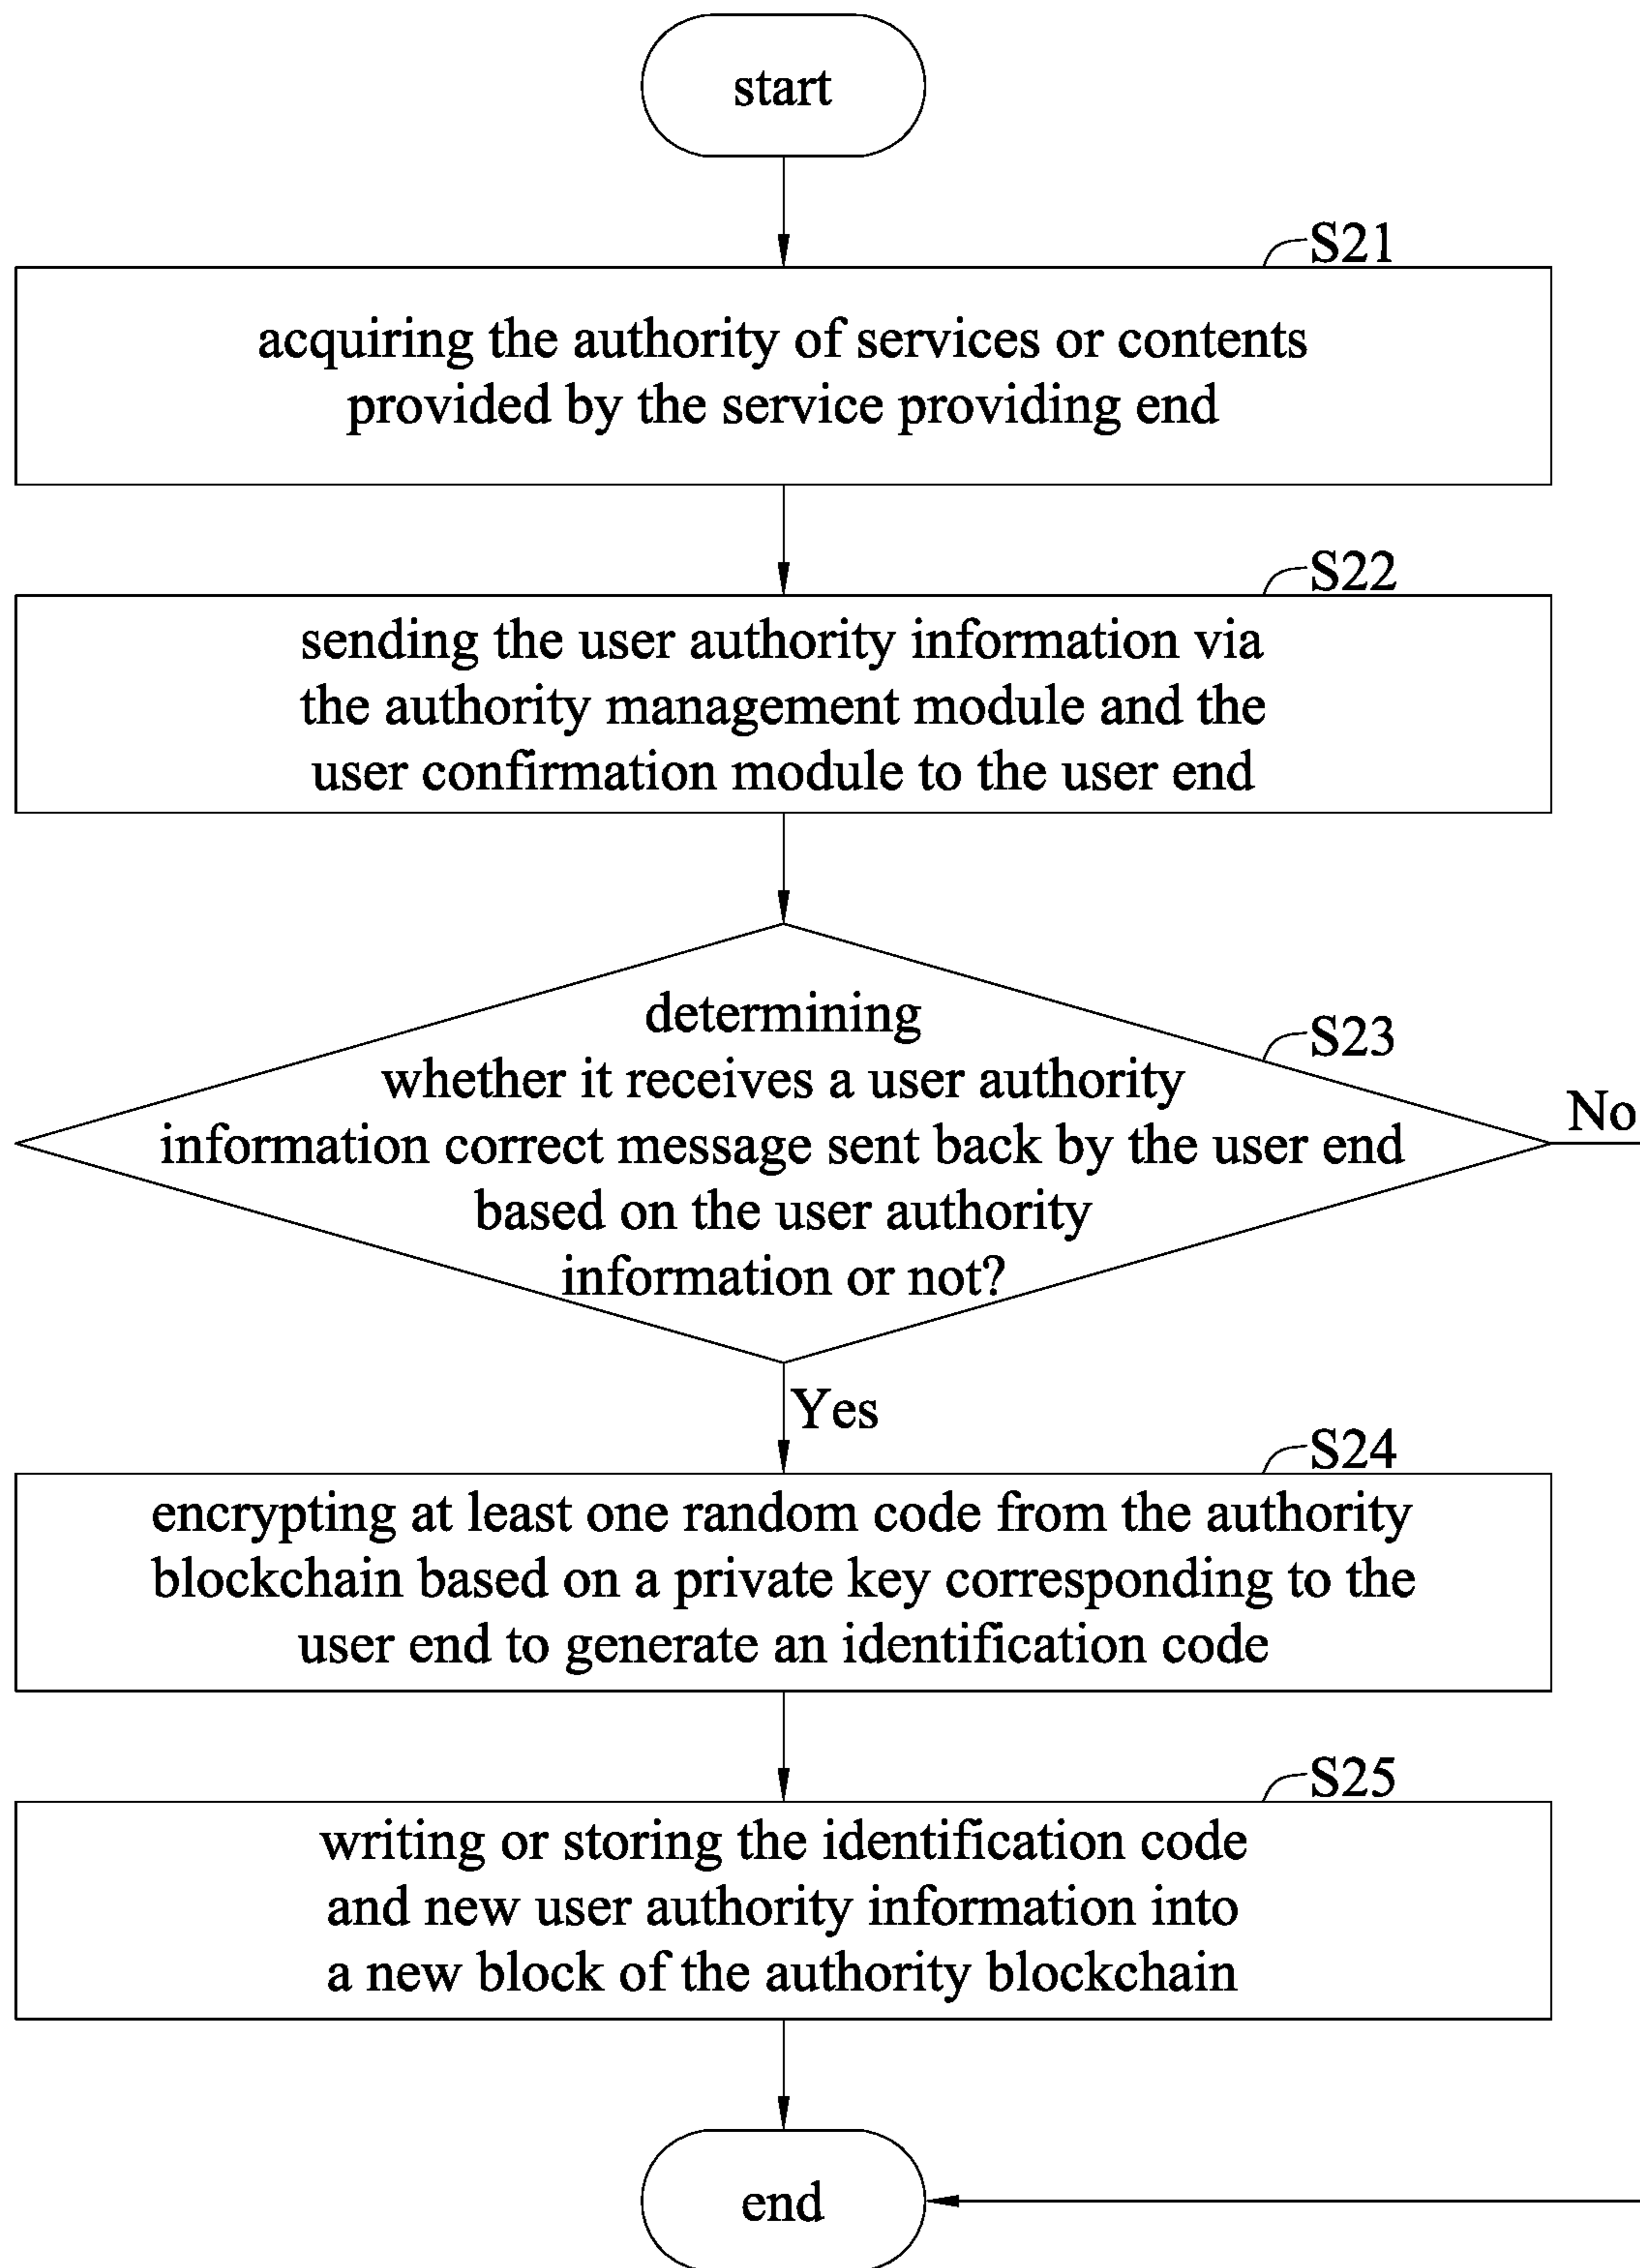 start
S21
acquiring the authority of services or contents
provided by the service providing end
S22
sending the user authority information via
the authority management module and the
user confirmation module to the user end
S23
determining
whether it receives a user authority
information correct message sent back by the user end
based on the user authority
information or not?
No
Yes
S24
encrypting at least one random code from the authority
blockchain based on a private key corresponding to the
user end to generate an identification code
S25
writing or storing the identification code
and new user authority information into
a new block of the authority blockchain
end